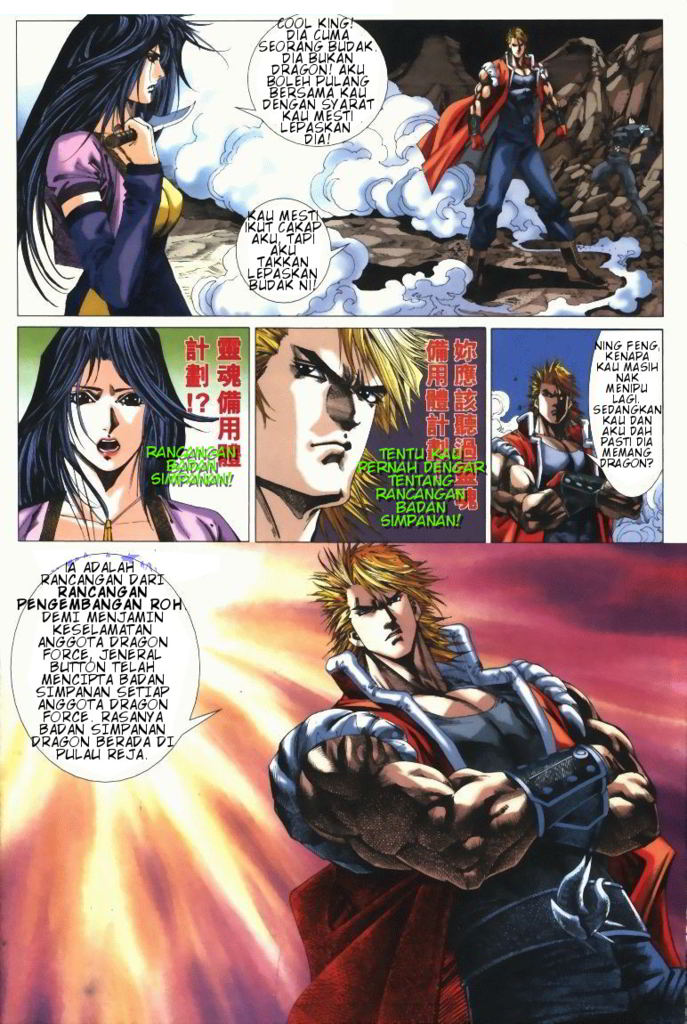 COOL KING!
DIA CUMA
SEORANG BUDAK,
DIA BUKAN
DRAGON! AKU
BOLEH PULANG
BERSAMA KAU
DENGAN SYARAT
KAU MESTI
LEPASKAN
DIA!
KAU MESTI
IKUT CAKAP
AKU, TAPI
AKU
TAKKAN
LEPASKAN
BUDAK NI!
靈魂備用體
計劃!?
RANCANGAN
BADAN
SIMPANAN!
妳應該聽過靈魂
備用體計劃
TENTU KAU
PERNAH DENGAR
TENTANG
RANCANGAN
BADAN
SIMPANAN!
NING FENG,
KENAPA
KAU MASIH
NAK
MENIPU
LAGI,
SEDANGKAN
KAU DAN
AKU DAH
PASTI DIA
MEMANG
DRAGON?
IA ADALAH
RANCANGAN DARI
RANCANGAN
PENGEMBANGAN ROH.
DEMI MENJAMIN
KESELAMATAN
ANGGOTA DRAGON
FORCE, JENERAL
BUTTON TELAH
MENCIPTA BADAN
SIMPANAN SETIAP
ANGGOTA DRAGON
FORCE. RASANYA
BADAN SIMPANAN
DRAGON BERADA DI
PULAU REJA.